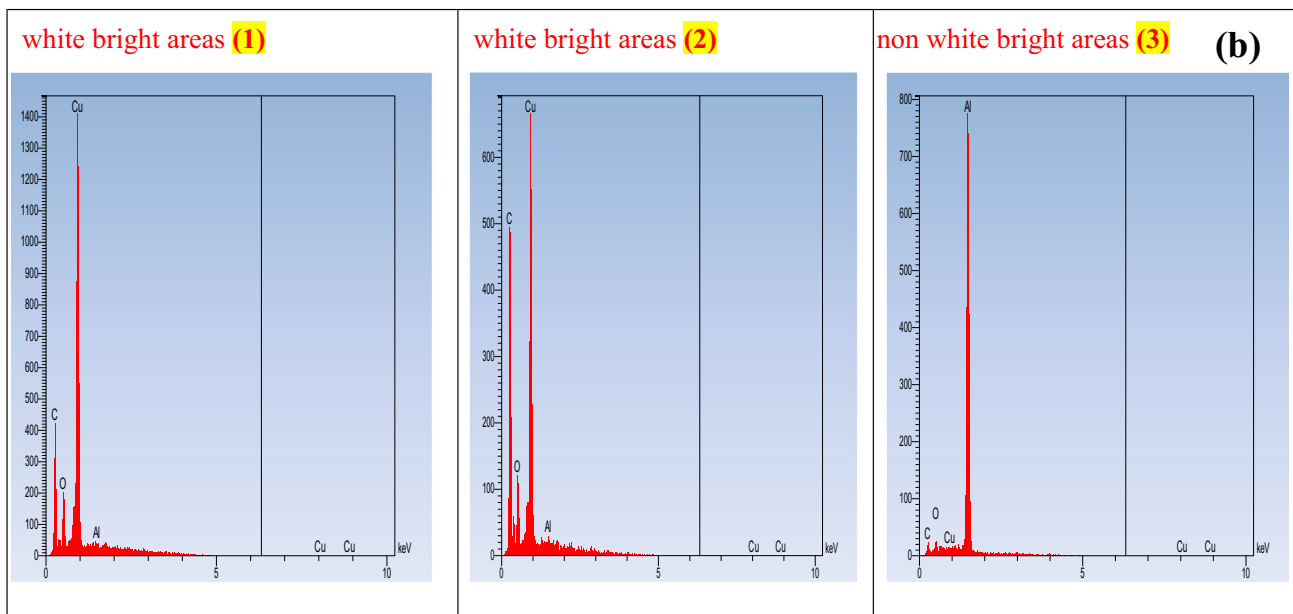 white bright areas (1)
white bright areas (2)
non white bright areas (3)
(b)
Cu
1400
1300
1200
1100
1000
900
800
700
600
500
400
300
200
100
0
C
O
Al
Cu
Cu
keV
0
5
10
Cu
600
500
400
300
200
100
0
C
O
Al
Cu
Cu
keV
0
5
10
Al
800
700
600
500
400
300
200
100
0
C
O
Cu
Cu
Cu
keV
0
5
10